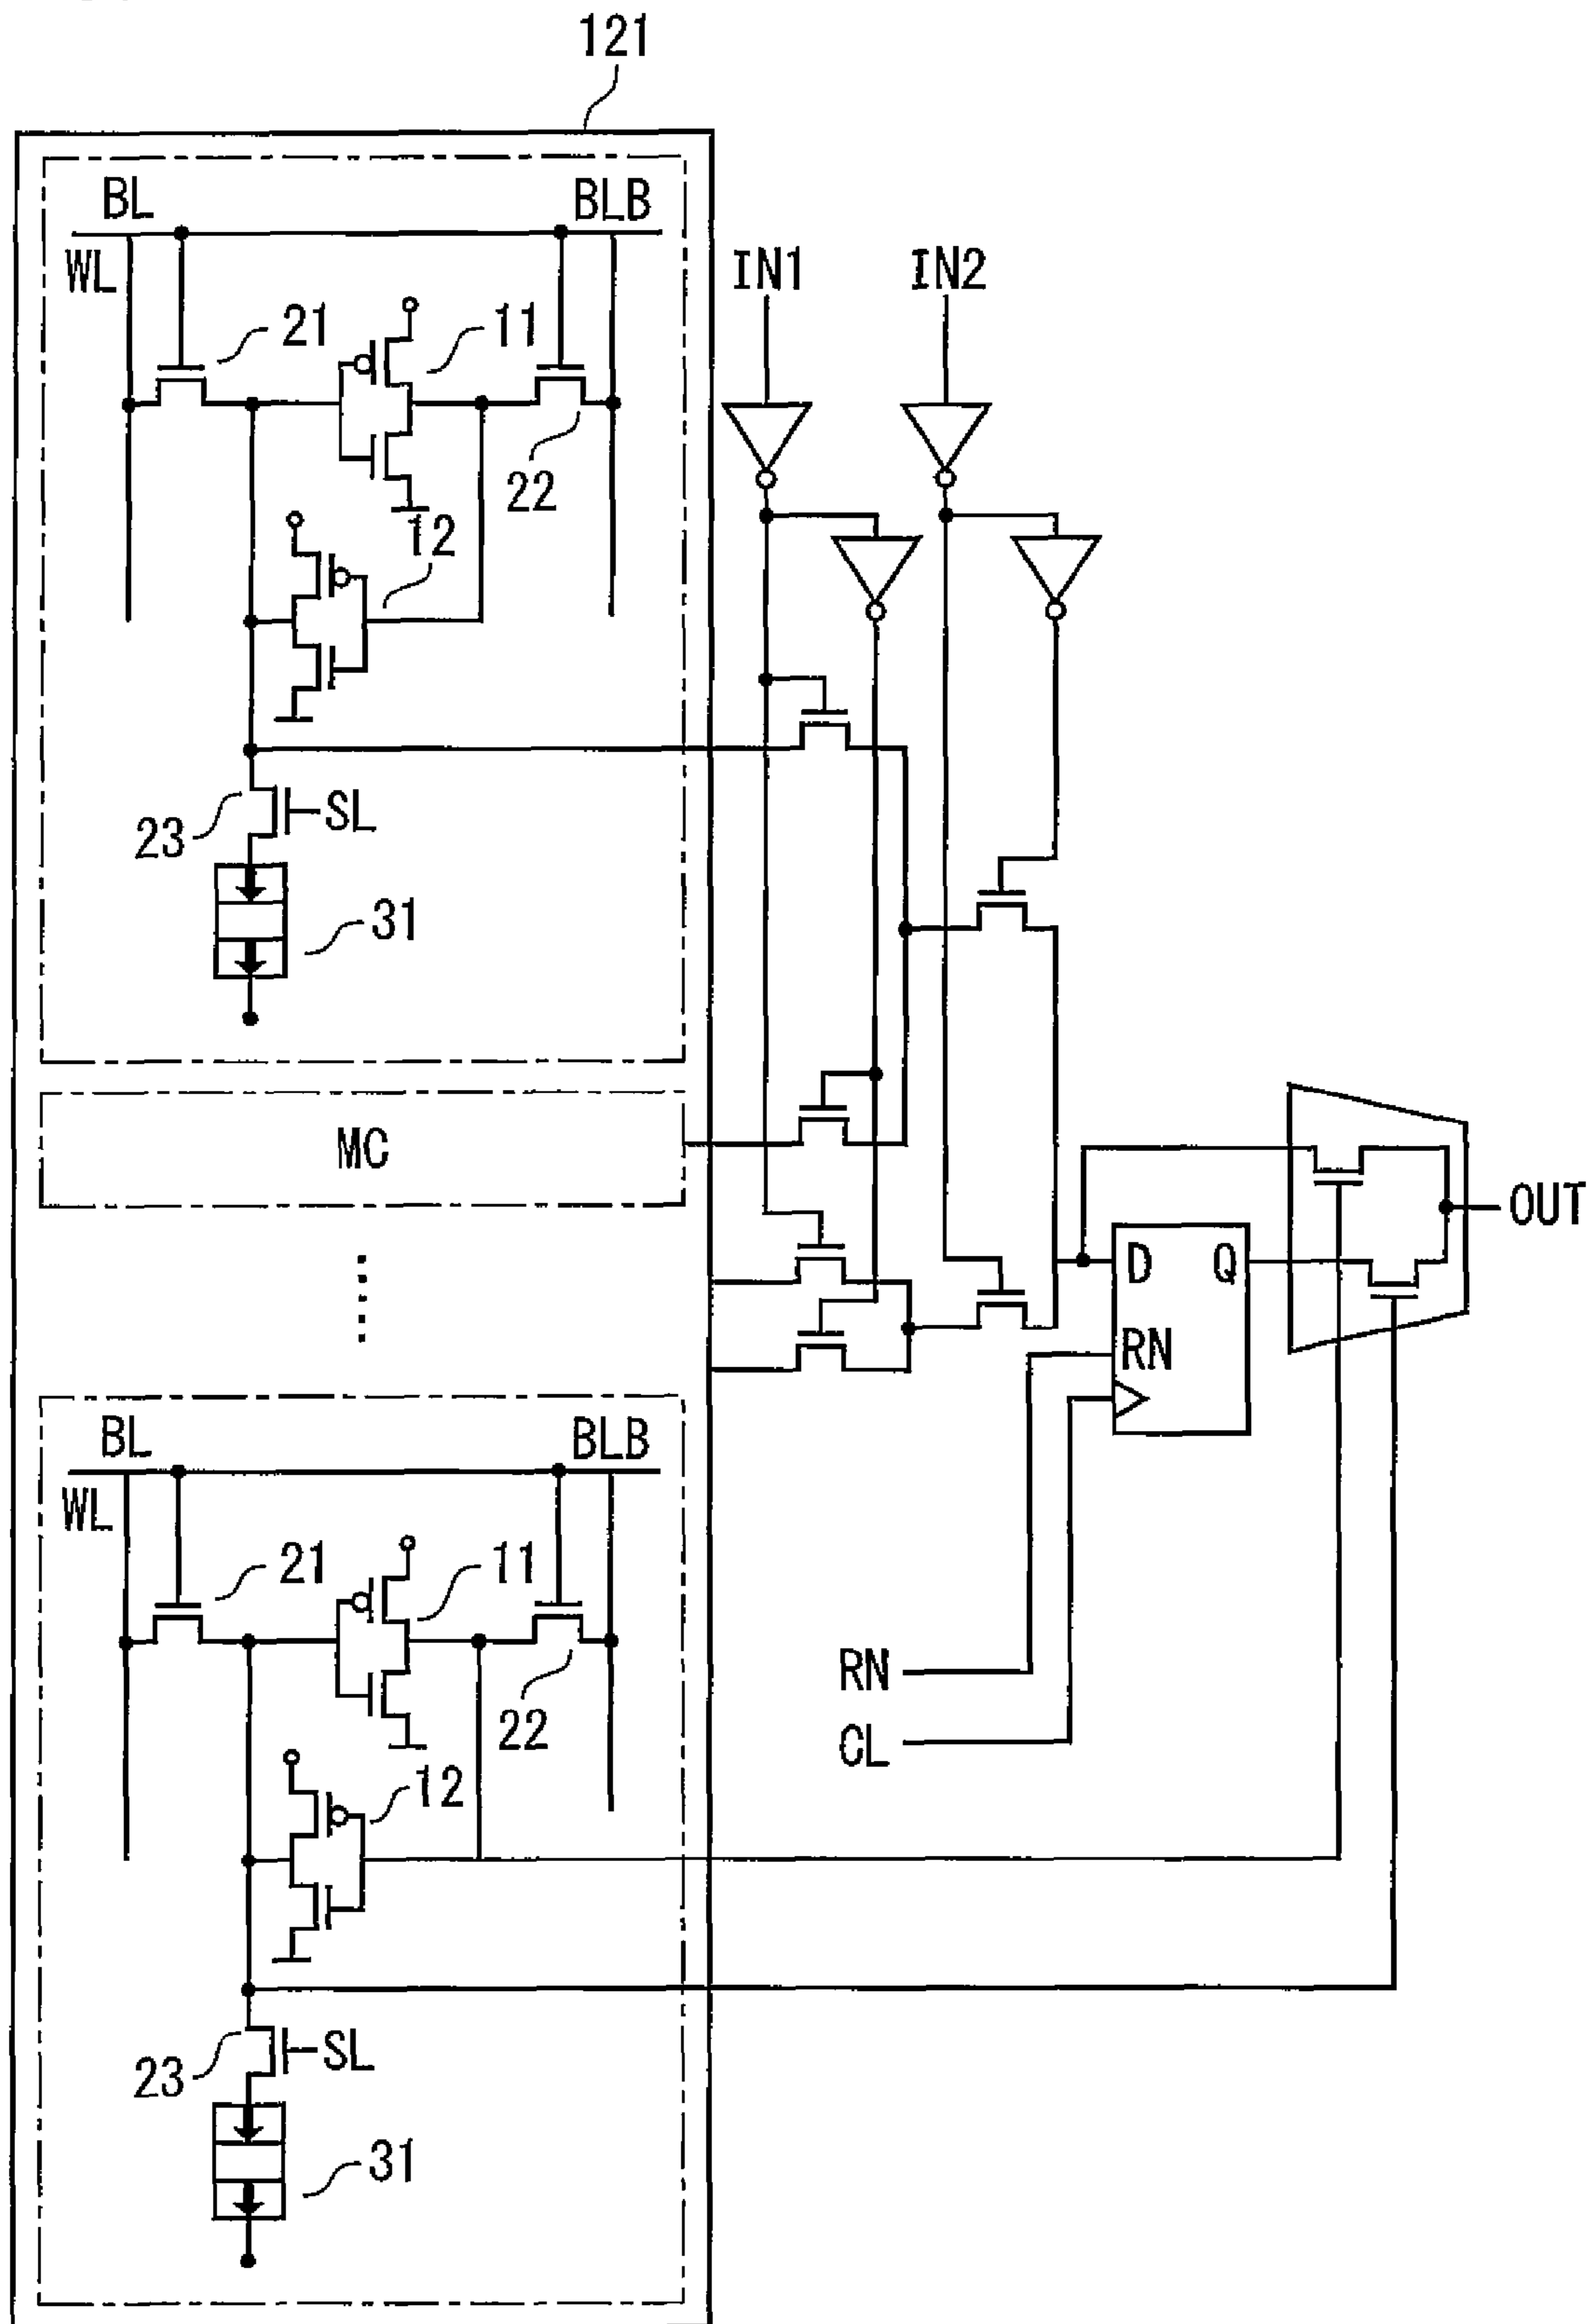 121
BL BLB
WL
IN1 IN2
21 11
22
12
23 SL
31
MC
OUT
D Q
RN
BL BLB
WL
21 11
22
RN
CL
12
23 SL
31